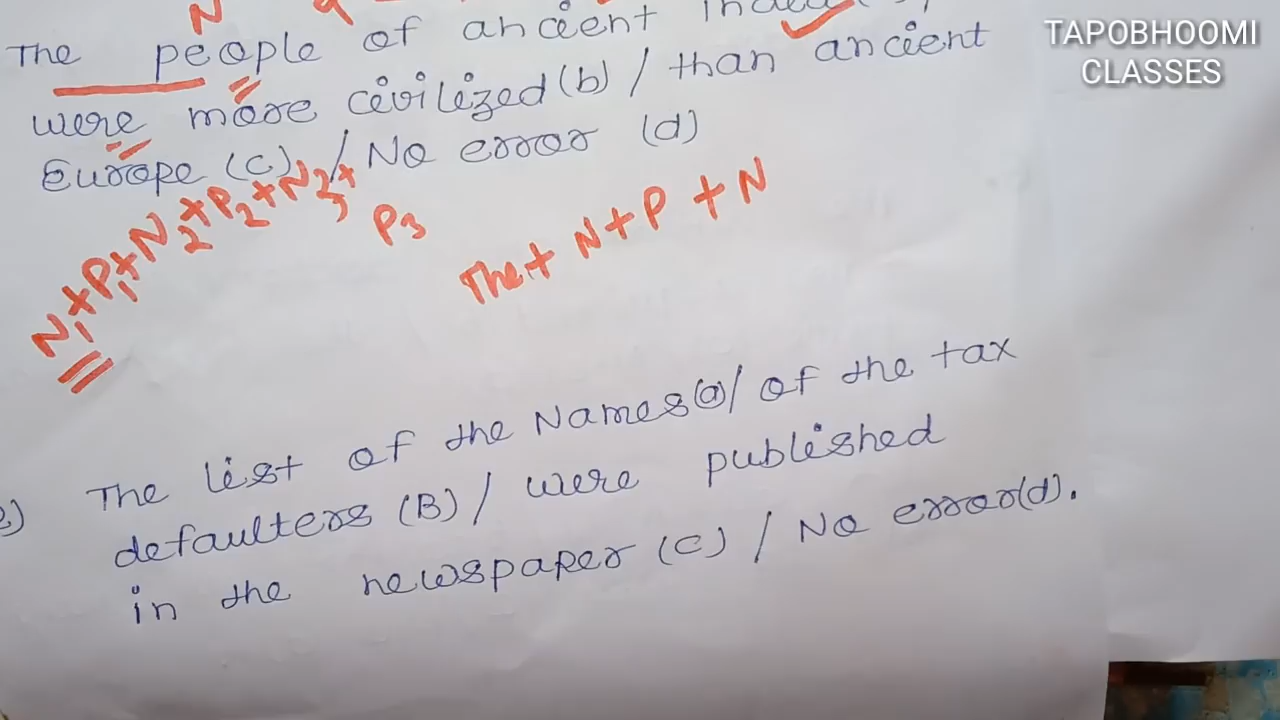 N
The people of ancient India
were more civilized (b) / than ancient
Europe (c) / No error (d)
N1+P1+N2+P2+N3+
P3
The+ N+P+N
The list of the Names(a)/ of the tax
defaulters (B) / were published
in the newspaper (C) / No error(d).
TAPOBHOOMI
CLASSES